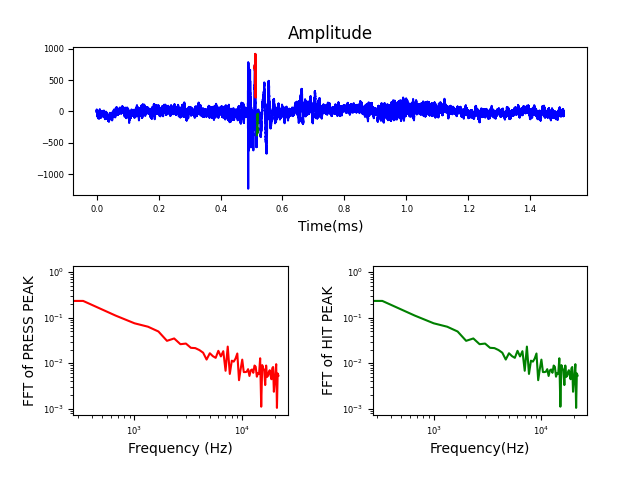 Amplitude
1000
500
0
−500
−1000
0.0 0.2 0.4 0.6 0.8 1.0 1.2 1.4
Time(ms)
FFT of PRESS PEAK
10⁰
10⁻¹
10⁻²
10⁻³
10³ 10⁴
Frequency (Hz)
FFT of HIT PEAK
10⁰
10⁻¹
10⁻²
10⁻³
10³ 10⁴
Frequency(Hz)